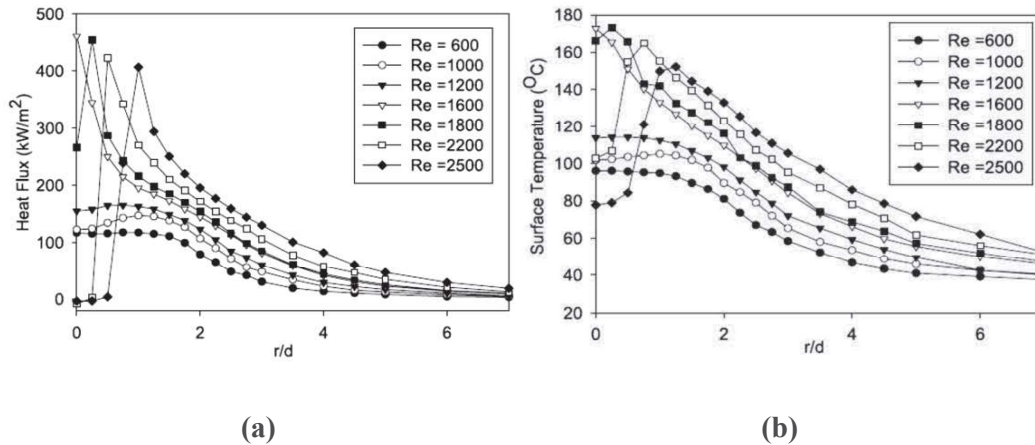 500
400
300
200
100
0
Heat Flux (kW/m2)
0 2 4 6
r/d
Re = 600
Re =1000
Re =1200
Re =1600
Re =1800
Re =2200
Re =2500
(a)
180
160
140
120
100
80
60
40
20
Surface Temperature (OC)
0 2 4 6
r/d
Re =600
Re =1000
Re =1200
Re =1600
Re =1800
Re =2200
Re =2500
(b)